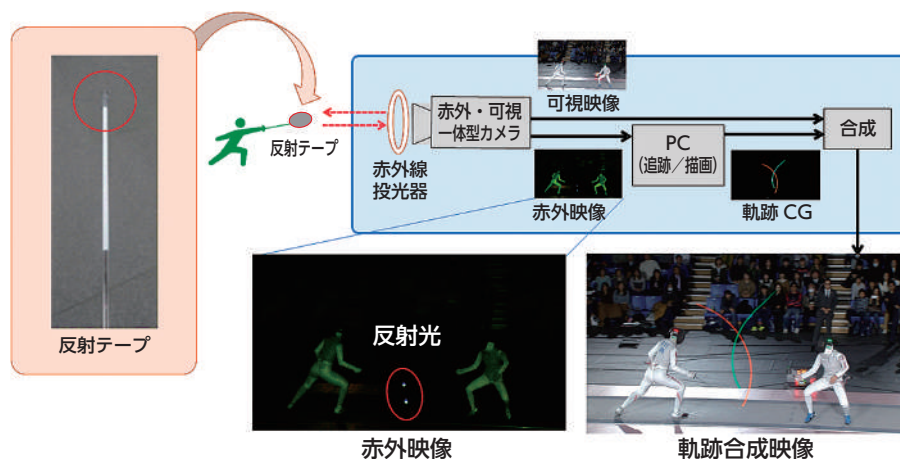 反射テープ
反射テープ
赤外線
投光器
赤外・可視
一体型カメラ
可視映像
赤外映像
PC
(追跡／描画)
軌跡 CG
合成
反射光
赤外映像
軌跡合成映像